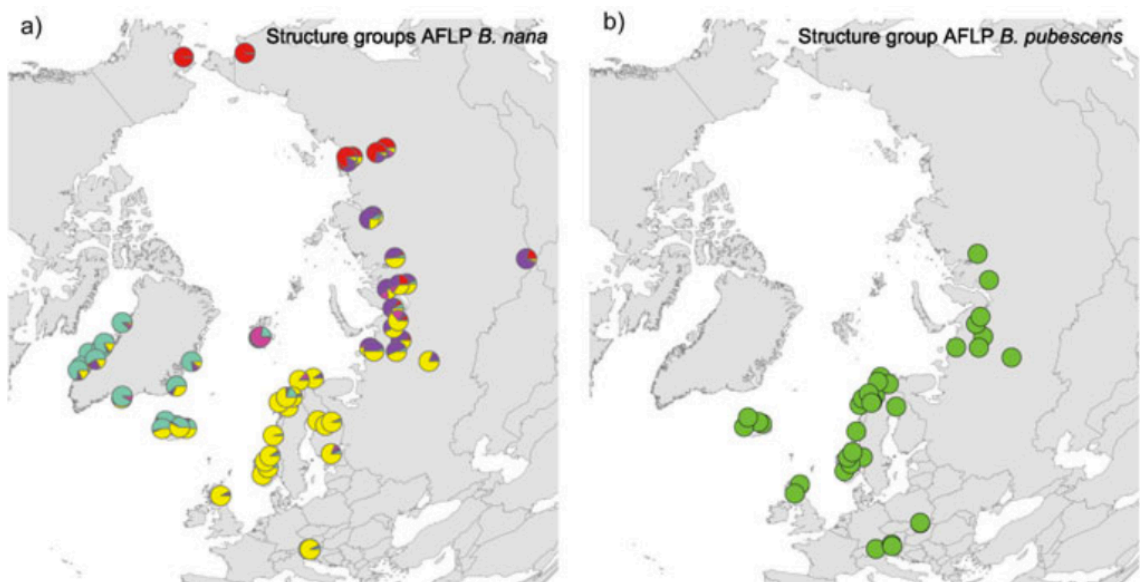 a)
Structure groups AFLP B. nana
b)
Structure group AFLP B. pubescens